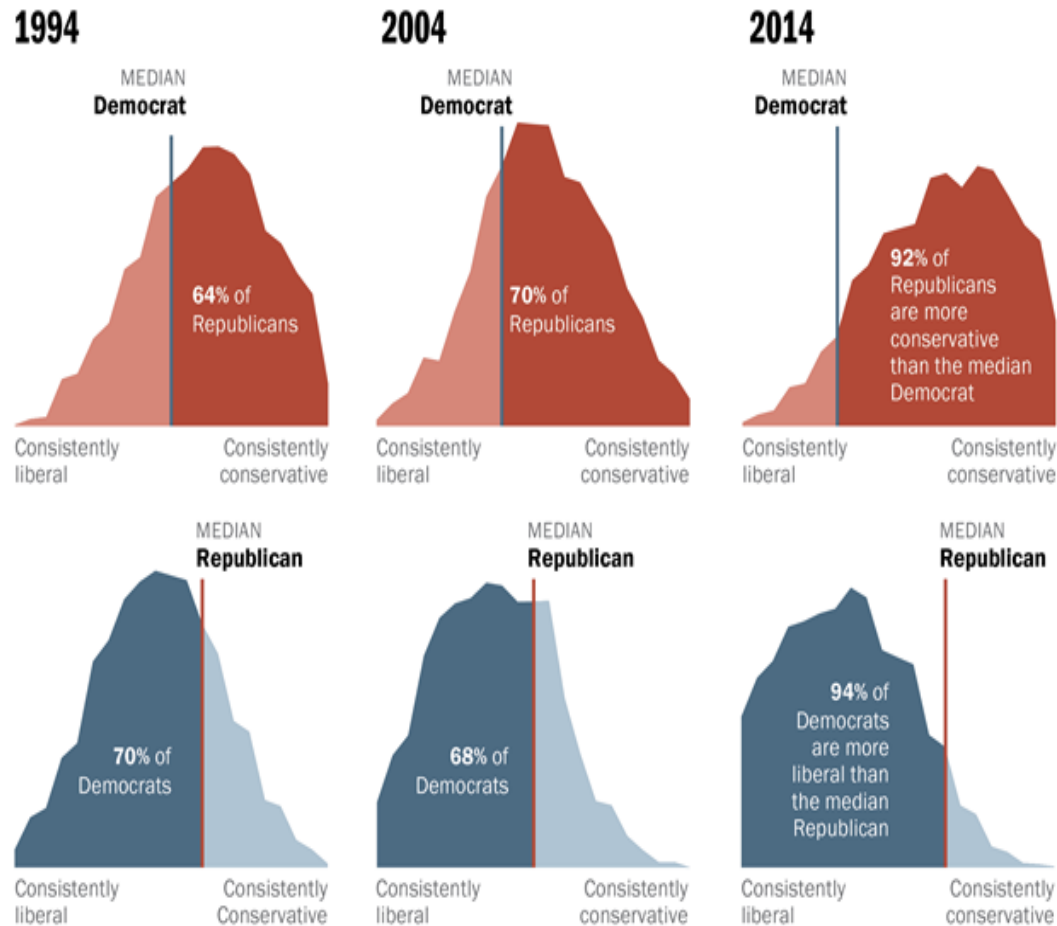 1994
MEDIAN
Democrat
64% of
Republicans
Consistently
liberal
Consistently
conservative
2004
MEDIAN
Democrat
70% of
Republicans
Consistently
liberal
Consistently
conservative
2014
MEDIAN
Democrat
92% of
Republicans
are more
conservative
than the median
Democrat
Consistently
liberal
Consistently
conservative
MEDIAN
Republican
70% of
Democrats
Consistently
liberal
Consistently
Conservative
MEDIAN
Republican
68% of
Democrats
Consistently
liberal
Consistently
conservative
MEDIAN
Republican
94% of
Democrats
are more
liberal than
the median
Republican
Consistently
liberal
Consistently
conservative